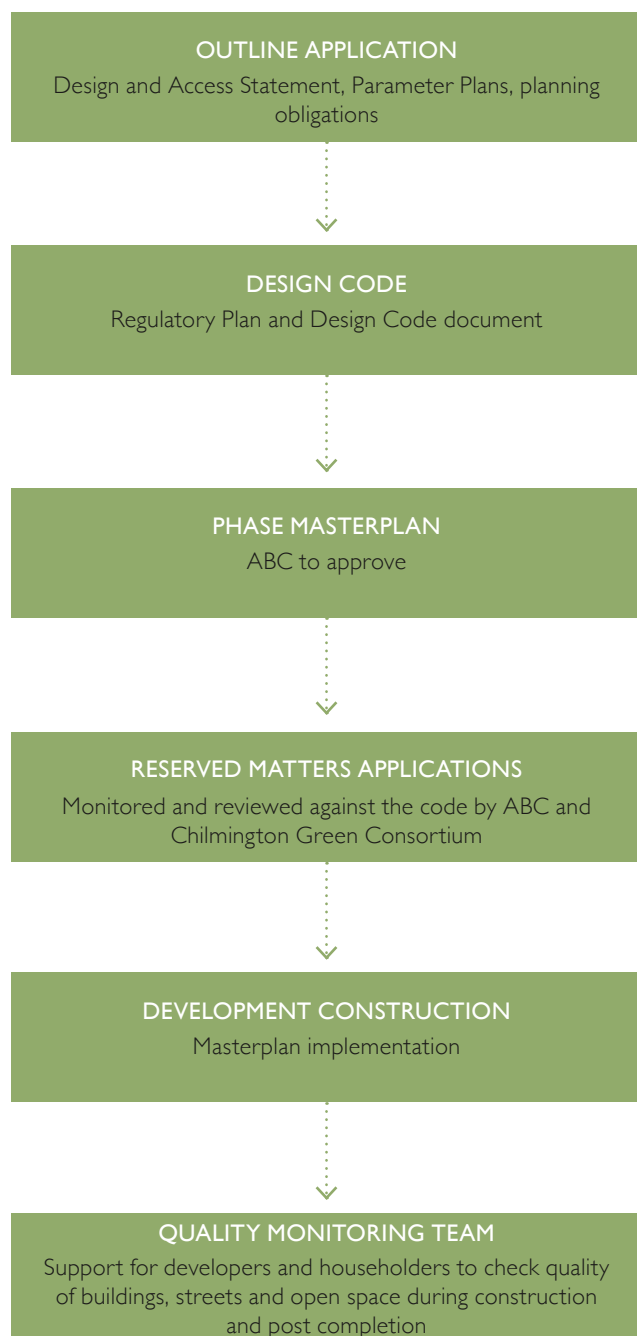 OUTLINE APPLICATION
Design and Access Statement, Parameter Plans, planning
obligations
DESIGN CODE
Regulatory Plan and Design Code document
PHASE MASTERPLAN
ABC to approve
RESERVED MATTERS APPLICATIONS
Monitored and reviewed against the code by ABC and
Chilmington Green Consortium
DEVELOPMENT CONSTRUCTION
Masterplan implementation
QUALITY MONITORING TEAM
Support for developers and householders to check quality
of buildings, streets and open space during construction
and post completion